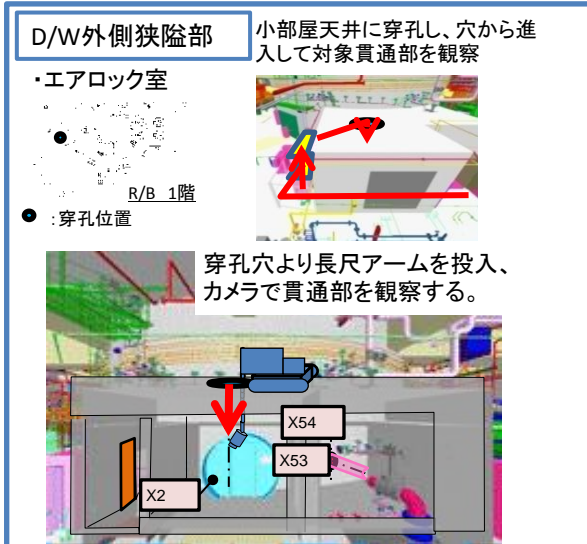 D/W外側狭隘部
小部屋天井に穿孔し、穴から進
入して対象貫通部を観察
・エアロック室
R/B 1階
● :穿孔位置
穿孔穴より長尺アームを投入、
カメラで貫通部を観察する。
X54
X53
X2